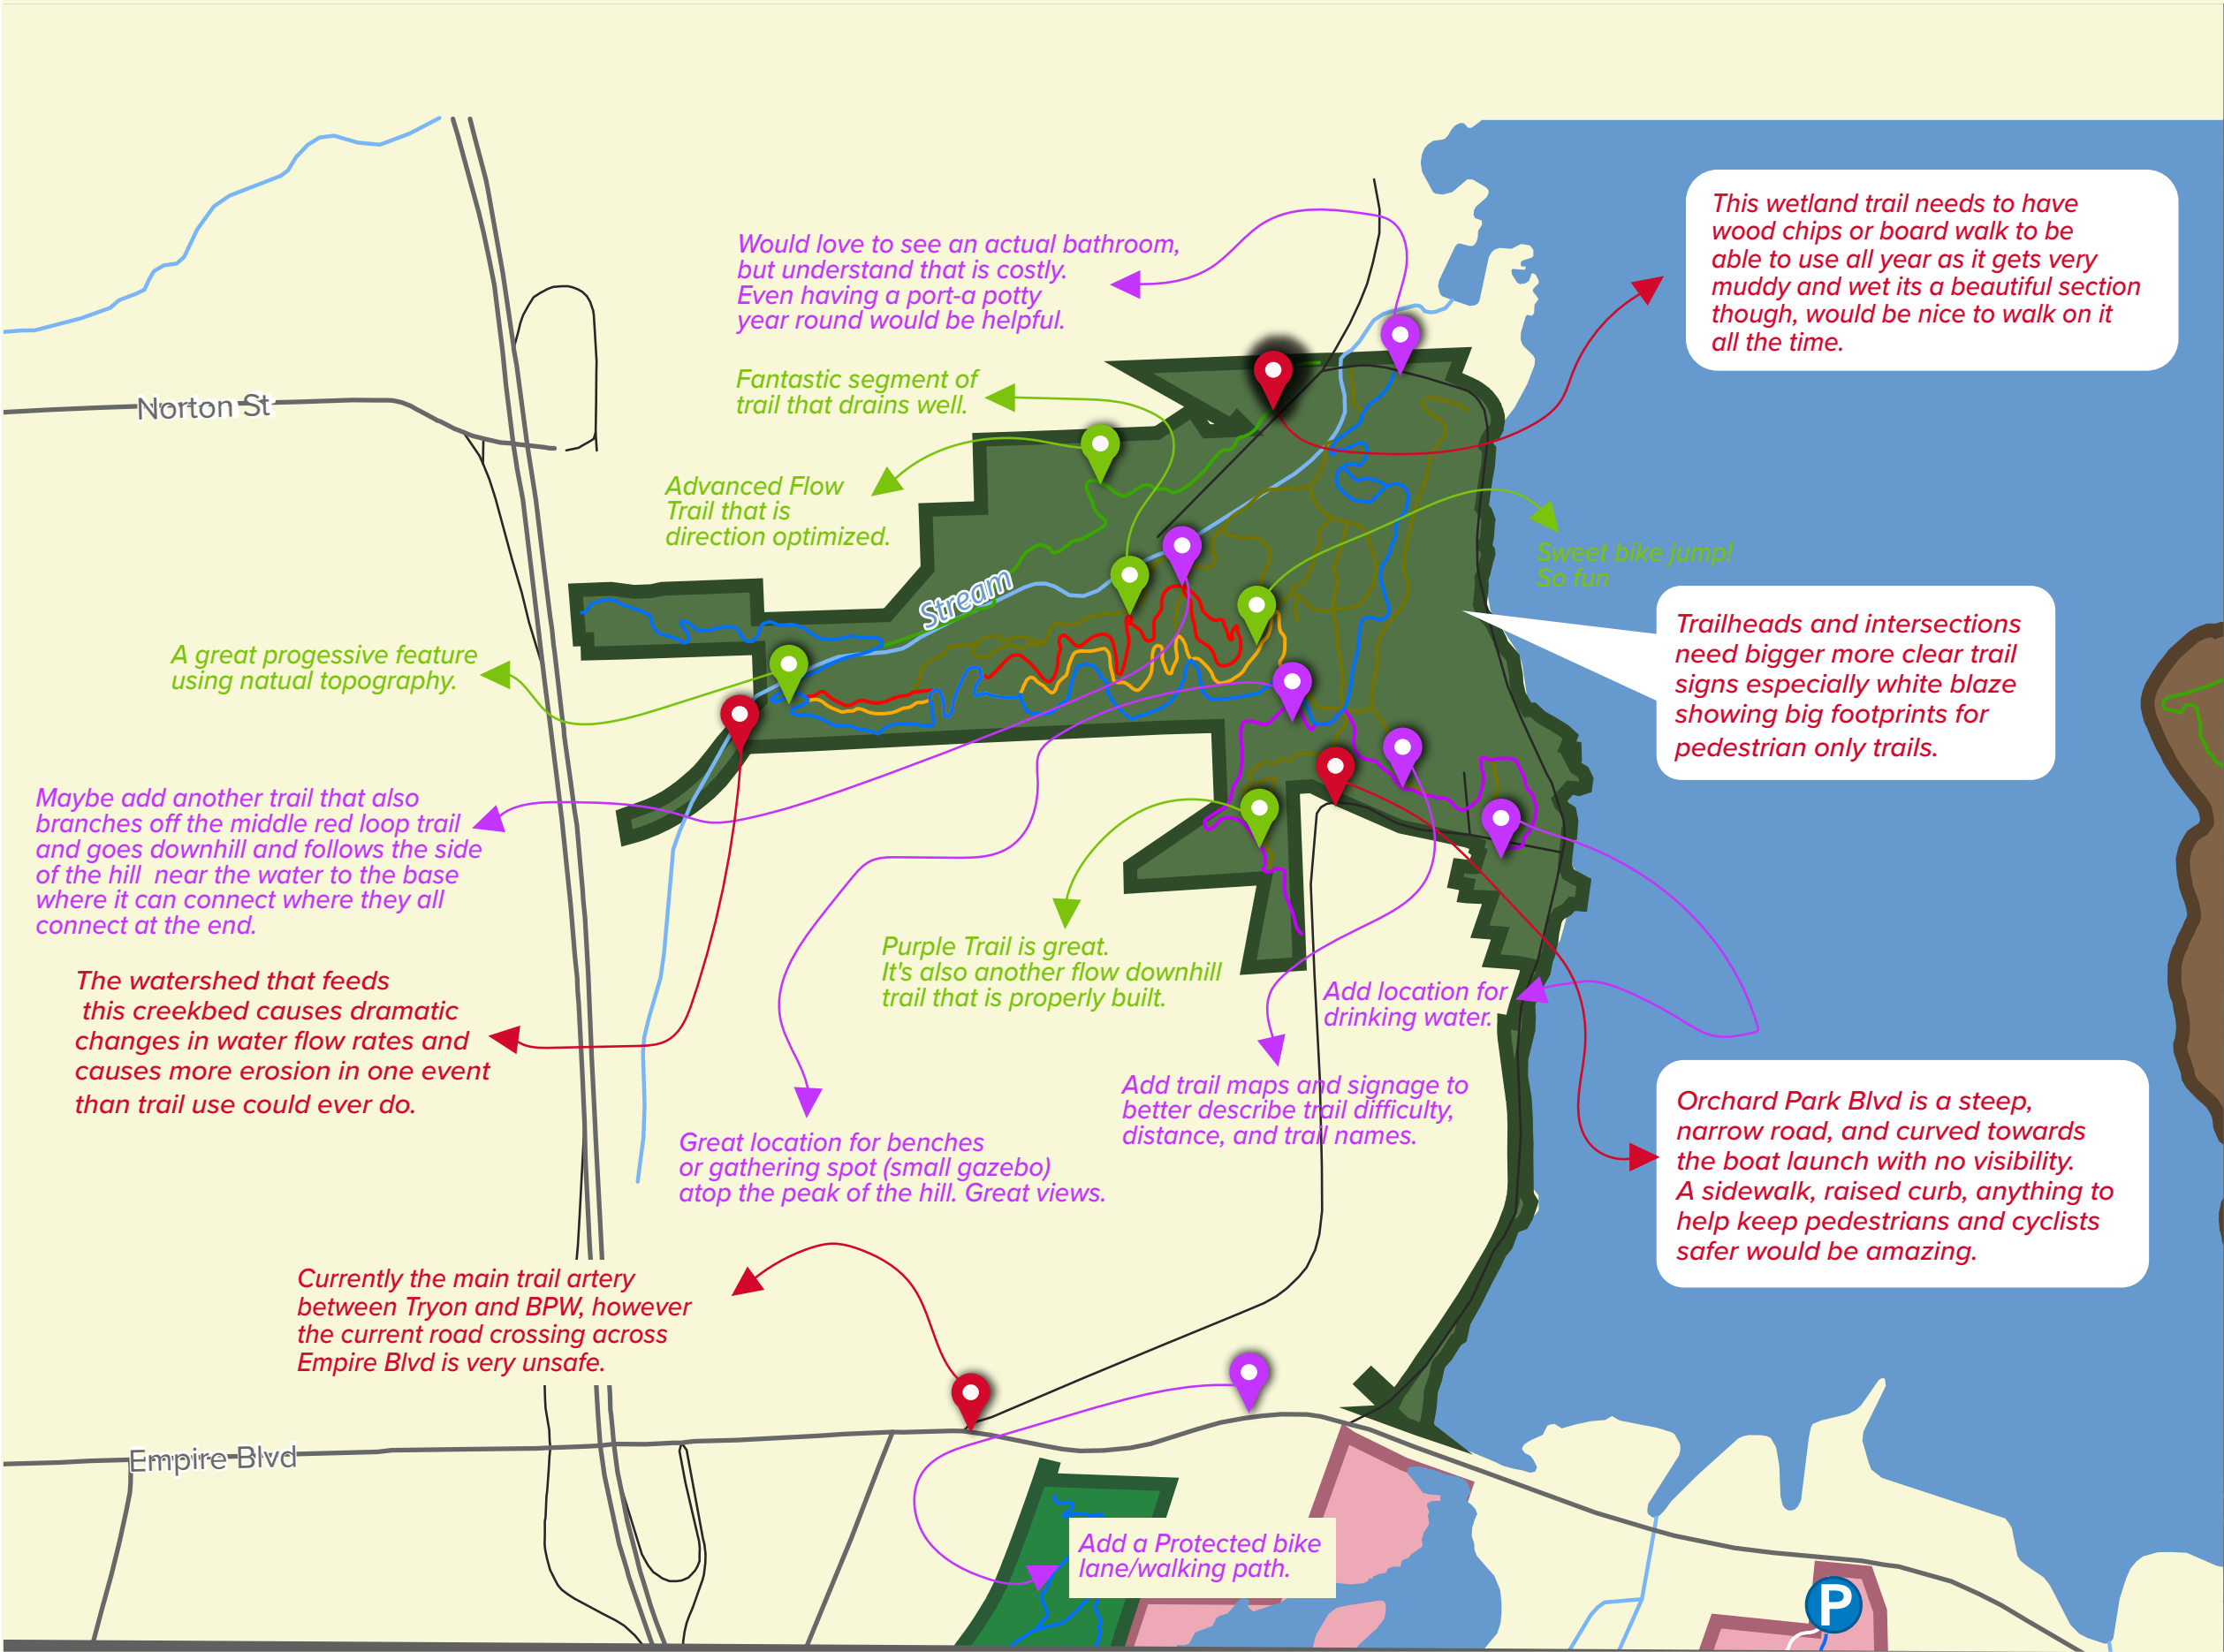 This wetland trail needs to have
wood chips or board walk to be
able to use all year as it gets very
muddy and wet its a beautiful section
though, would be nice to walk on it
all the time.
Would love to see an actual bathroom,
but understand that is costly.
Even having a port-a potty
year round would be helpful.
Fantastic segment of
trail that drains well.
Norton St
Advanced Flow
Trail that is
direction optimized.
Sweet bike jump!
So fun
Stream
Trailheads and intersections
need bigger more clear trail
signs especially white blaze
showing big footprints for
pedestrian only trails.
A great progessive feature
using natual topography.
Maybe add another trail that also
branches off the middle red loop trail
and goes downhill and follows the side
of the hill near the water to the base
where it can connect where they all
connect at the end.
Purple Trail is great.
It's also another flow downhill
trail that is properly built.
The watershed that feeds
this creekbed causes dramatic
changes in water flow rates and
causes more erosion in one event
than trail use could ever do.
Add location for
drinking water.
Add trail maps and signage to
better describe trail difficulty,
distance, and trail names.
Orchard Park Blvd is a steep,
narrow road, and curved towards
the boat launch with no visibility.
A sidewalk, raised curb, anything to
help keep pedestrians and cyclists
safer would be amazing.
Great location for benches
or gathering spot (small gazebo)
atop the peak of the hill. Great views.
Currently the main trail artery
between Tryon and BPW, however
the current road crossing across
Empire Blvd is very unsafe.
Empire Blvd
Add a Protected bike
lane/walking path.
P